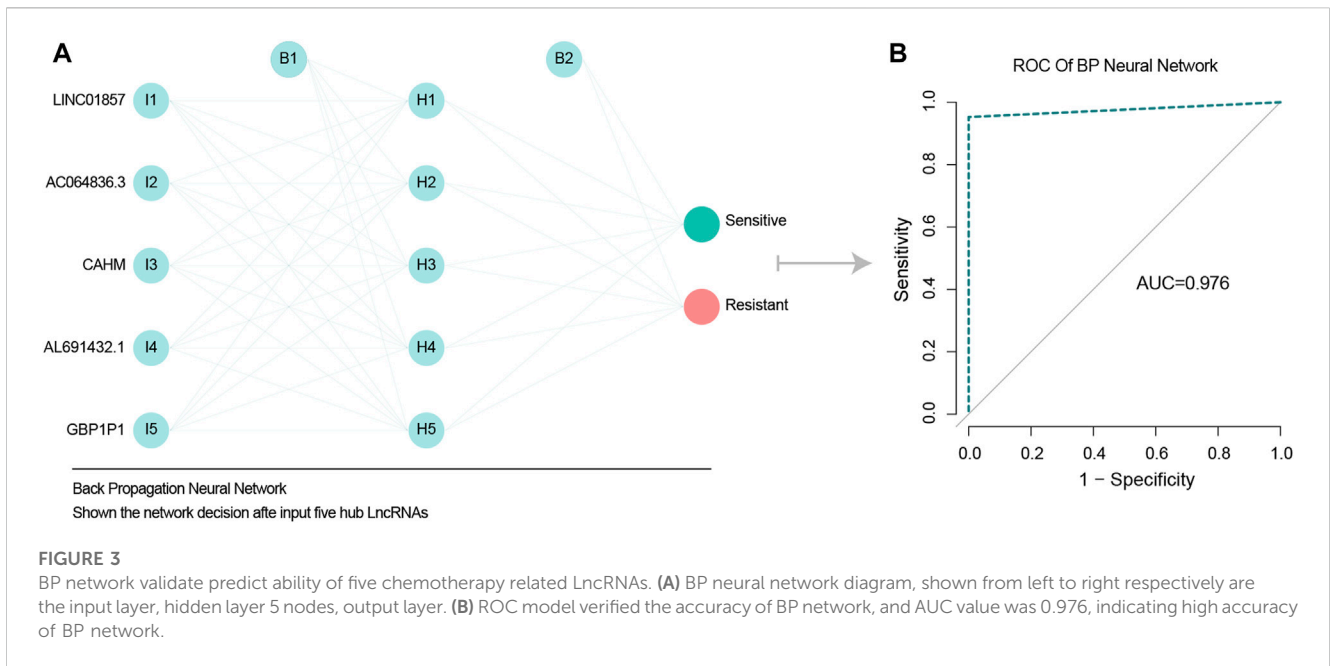 A
B1
B2
LINC01857 I1 H1
AC064836.3 I2 H2
CAHM I3 H3
AL691432.1 I4 H4
GBP1P1 I5 H5
Sensitive
Resistant
Back Propagation Neural Network
Shown the network decision afte input five hub LncRNAs
B
ROC Of BP Neural Network
Sensitivity
1.0
0.8
0.6
0.4
0.2
0.0
AUC=0.976
0.0 0.2 0.4 0.6 0.8 1.0
1 − Specificity
FIGURE 3
BP network validate predict ability of five chemotherapy related LncRNAs. (A) BP neural network diagram, shown from left to right respectively are
the input layer, hidden layer 5 nodes, output layer. (B) ROC model verified the accuracy of BP network, and AUC value was 0.976, indicating high accuracy
of BP network.